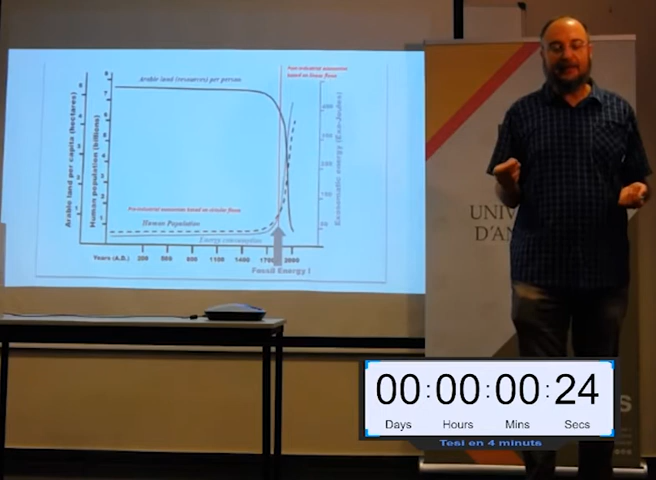 Post-industrial economies
based on linear flows
Arable land (resources) per person
Arable land per capita (hectares)
Human population (billions)
Exosomatic energy (Exa-Joules)
Pre-industrial economies based on circular flows
Human Population
Energy consumption
Years (A.D.) 200 500 800 1100 1400 1700 2000
Fossil Energy !
UNIV
D'AN
00:00:00:24
Days Hours Mins Secs
Tesi en 4 minuts